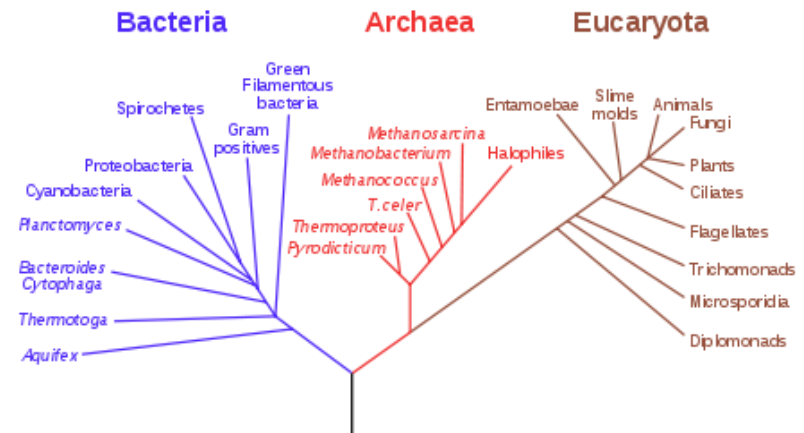 Bacteria
Archaea
Eucaryota
Green
Filamentous
bacteria
Spirochetes
Gram
positives
Proteobacteria
Cyanobacteria
Planctomyces
Bacteroides
Cytophaga
Thermotoga
Aquifex
Methanosarcina
Methanobacterium
Halophiles
Methanococcus
T.celer
Thermoproteus
Pyrodicticum
Entamoebae
Slime
molds
Animals
Fungi
Plants
Ciliates
Flagellates
Trichomonads
Microsporidia
Diplomonads